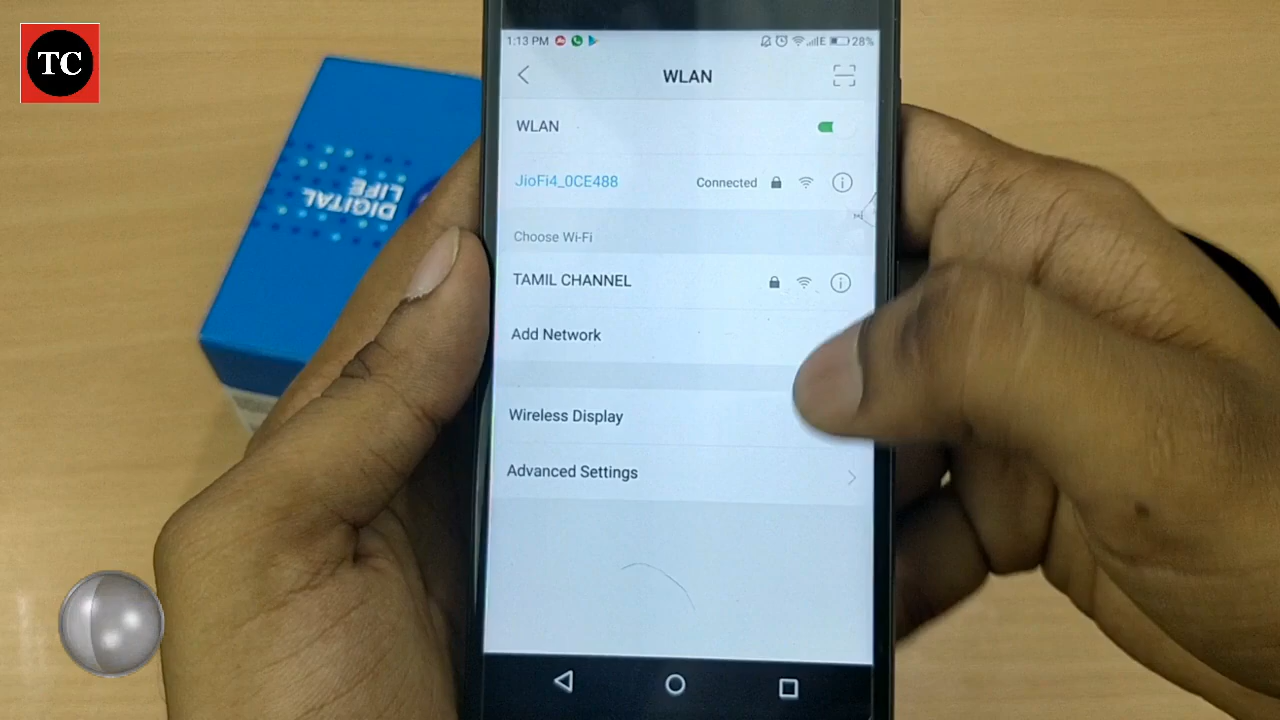 TC
DIGITAL
LIFE
1:13 PM
E 28%
WLAN
WLAN
JioFi4_0CE488 Connected
Choose Wi-Fi
TAMIL CHANNEL
Add Network
Wireless Display
Advanced Settings